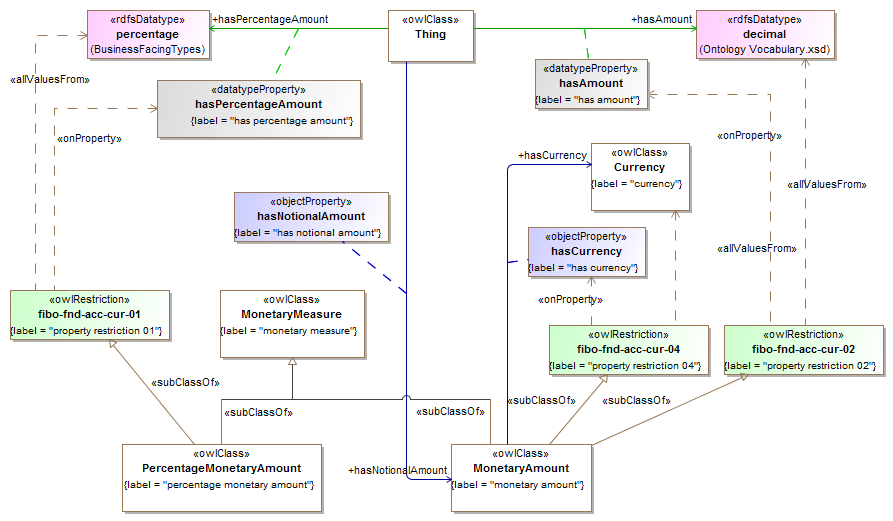 «rdfsDatatype»
percentage
(BusinessFacingTypes)
+hasPercentageAmount
«owlClass»
Thing
+hasAmount
«rdfsDatatype»
decimal
(Ontology Vocabulary.xsd)
«allValuesFrom»
«datatypeProperty»
hasPercentageAmount
{label = "has percentage amount"}
«datatypeProperty»
hasAmount
{label = "has amount"}
«onProperty»
«onProperty»
+hasCurrency
«owlClass»
Currency
{label = "currency"}
«allValuesFrom»
«objectProperty»
hasNotionalAmount
{label = "has notional amount"}
«objectProperty»
hasCurrency
{label = "has currency"}
«allValuesFrom»
«onProperty»
«owlRestriction»
fibo-fnd-acc-cur-01
{label = "property restriction 01"}
«owlClass»
MonetaryMeasure
{label = "monetary measure"}
«owlRestriction»
fibo-fnd-acc-cur-04
{label = "property restriction 04"}
«owlRestriction»
fibo-fnd-acc-cur-02
{label = "property restriction 02"}
«subClassOf»
«subClassOf»
«subClassOf»
«subClassOf»
«subClassOf»
«owlClass»
PercentageMonetaryAmount
{label = "percentage monetary amount"}
+hasNotionalAmount
«owlClass»
MonetaryAmount
{label = "monetary amount"}